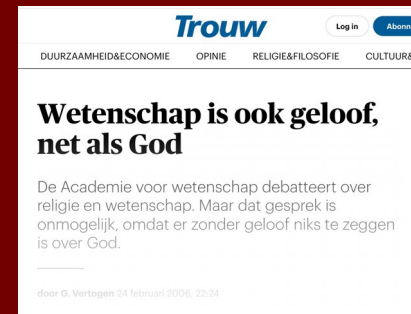 Trouw
Log in
Abonn
DUURZAAMHEID&ECONOMIE OPINIE RELIGIE&FILOSOFIE CULTUUR&
Wetenschap is ook geloof,
net als God
De Academie voor wetenschap debatteert over
religie en wetenschap. Maar dat gesprek is
onmogelijk, omdat er zonder geloof niks te zeggen
is over God.
door G. Vertogen 24 februari 2006, 22:24